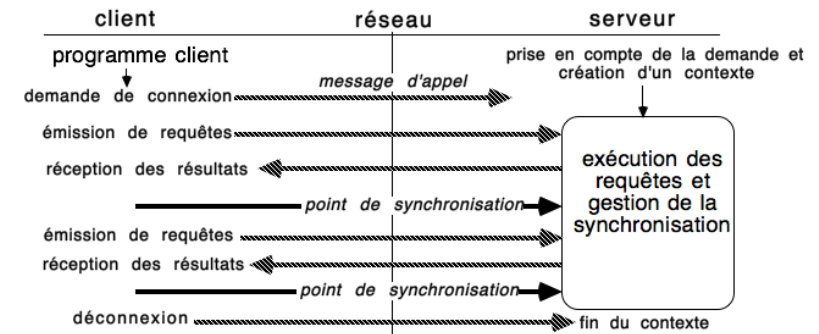 client réseau serveur
programme client
prise en compte de la demande et
création d'un contexte
message d'appel
demande de connexion
émission de requêtes
réception des résultats
exécution des
requêtes et
gestion de la
synchronisation
point de synchronisation
émission de requêtes
réception des résultats
point de synchronisation
déconnexion
fin du contexte